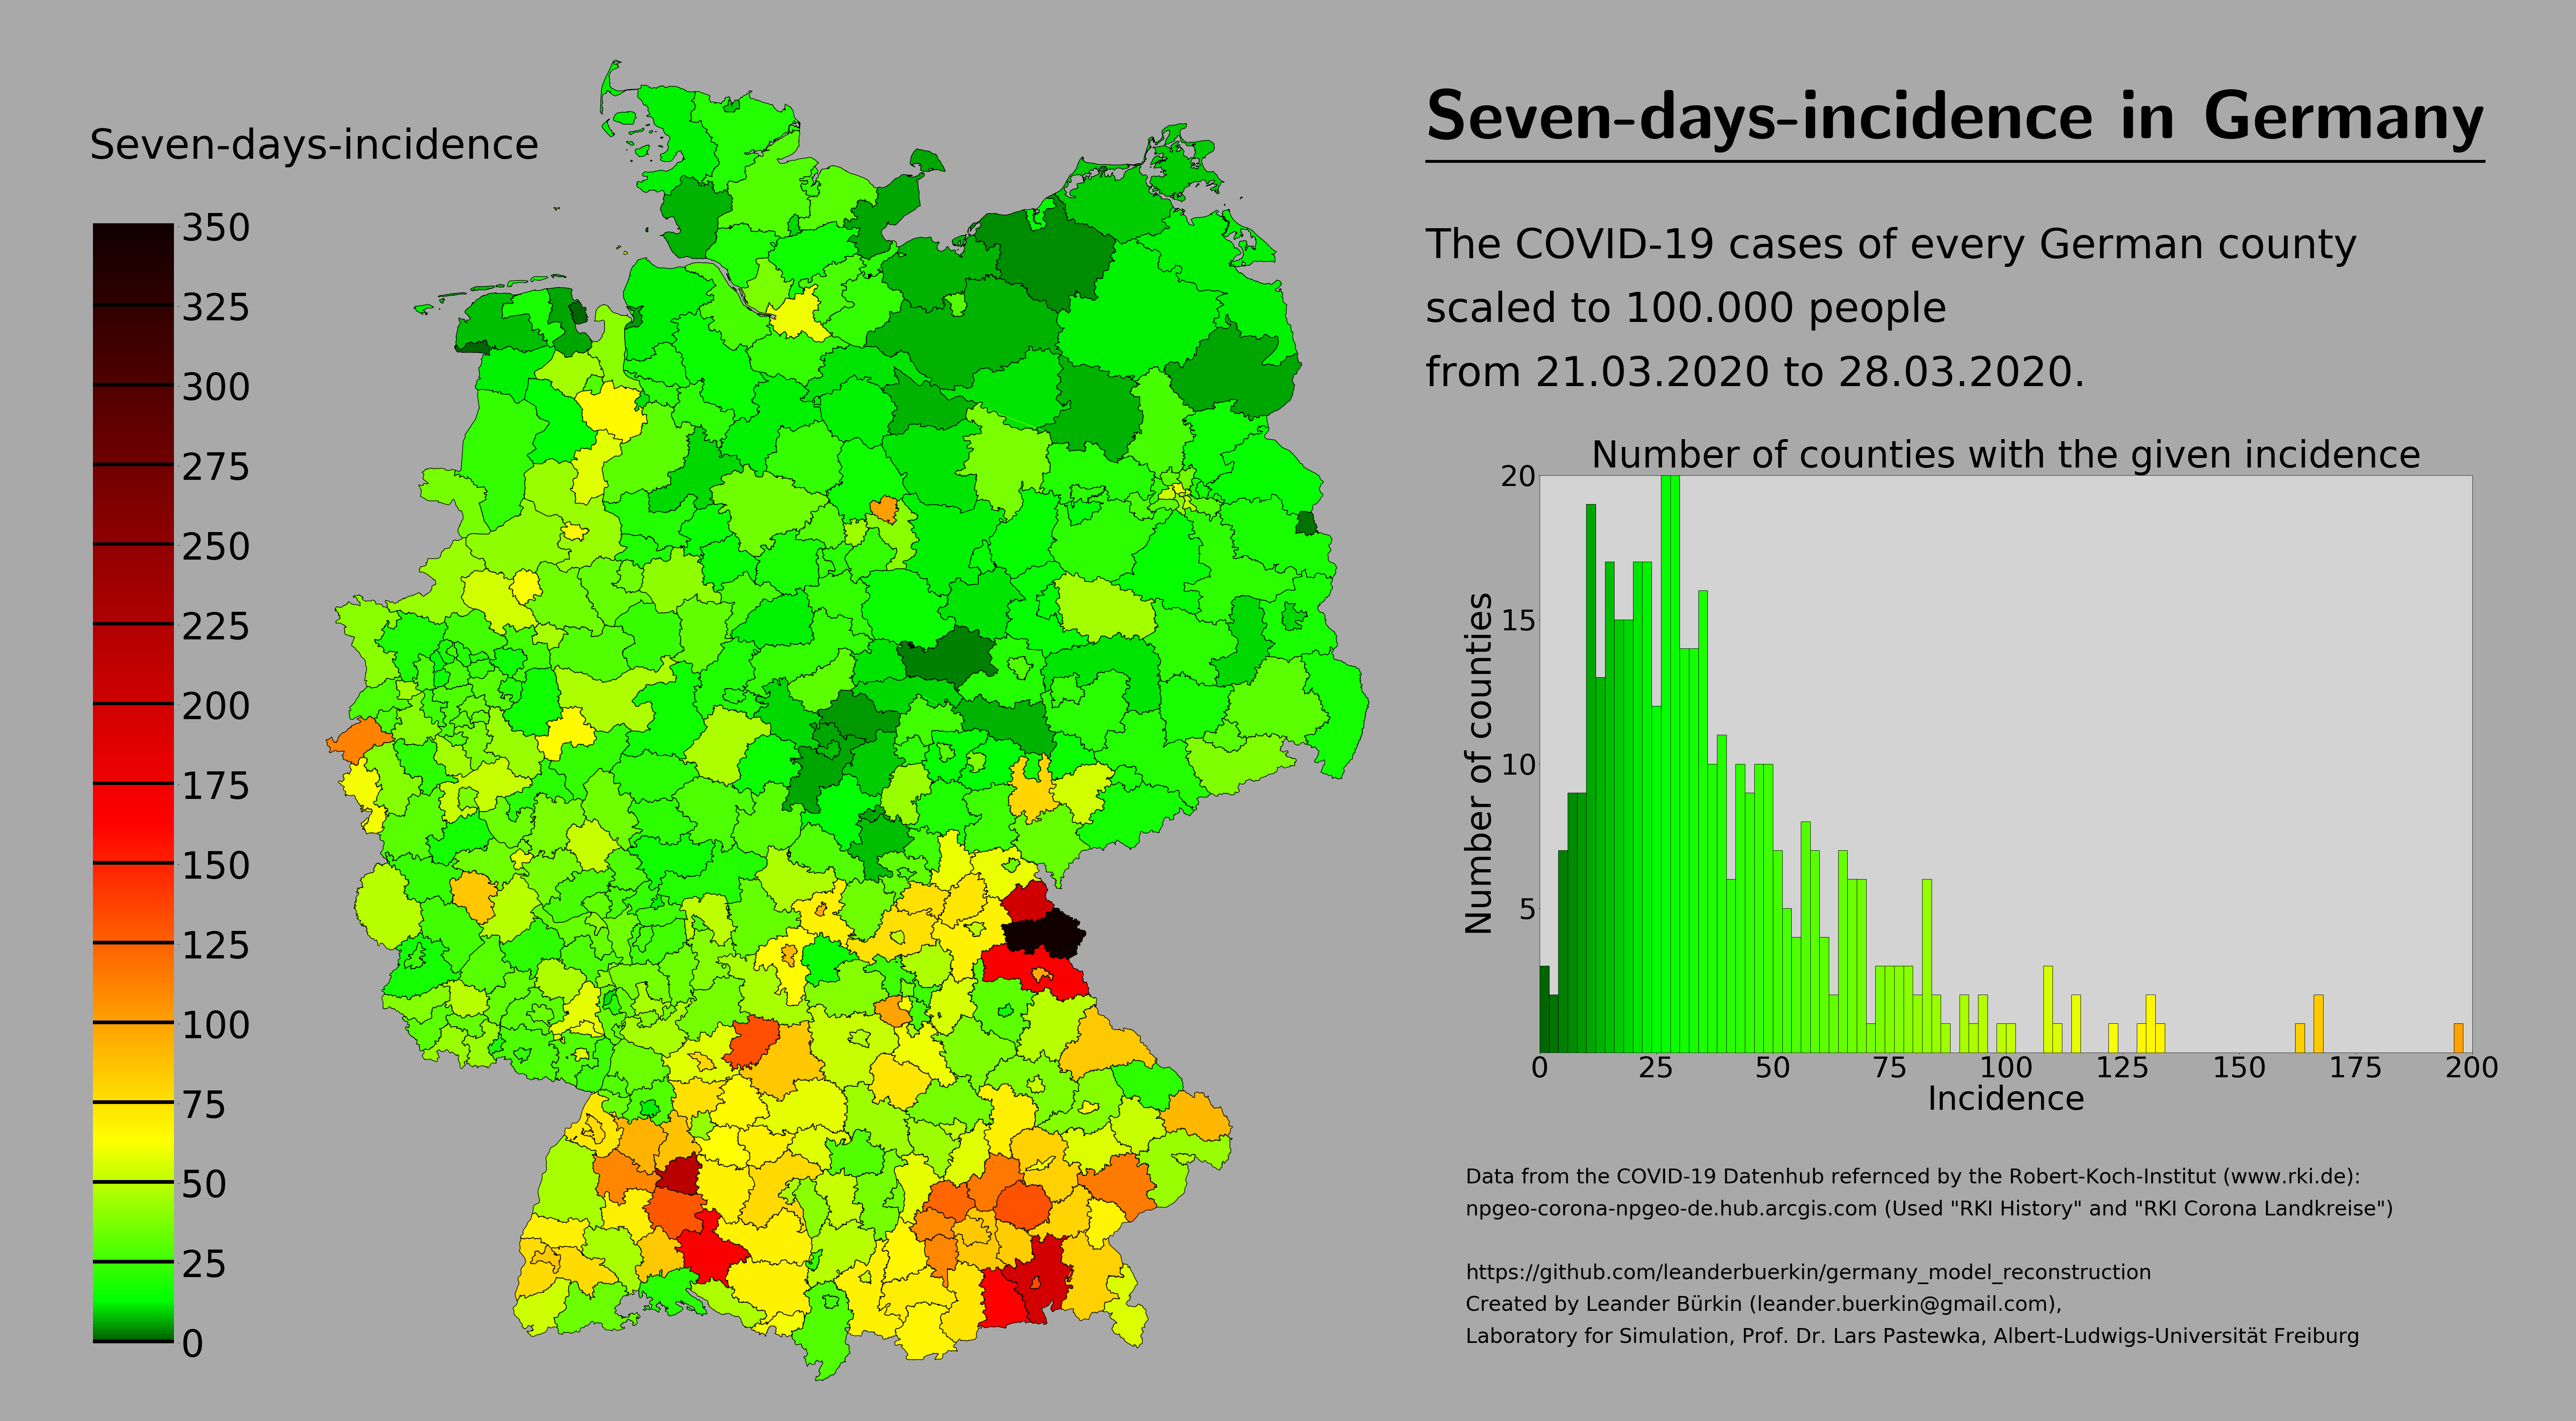 Seven-days-incidence in Germany
Seven-days-incidence
350
325
300
275
250
225
200
175
150
125
100
75
50
25
0
The COVID-19 cases of every German county
scaled to 100.000 people
from 21.03.2020 to 28.03.2020.
Number of counties with the given incidence
20
15
10
5
Number of counties
0 25 50 75 100 125 150 175 200
Incidence
Data from the COVID-19 Datenhub refernced by the Robert-Koch-Institut (www.rki.de):
npgeo-corona-npgeo-de.hub.arcgis.com (Used "RKI History" and "RKI Corona Landkreise")
https://github.com/leanderbuerkin/germany_model_reconstruction
Created by Leander Bürkin (leander.buerkin@gmail.com),
Laboratory for Simulation, Prof. Dr. Lars Pastewka, Albert-Ludwigs-Universität Freiburg